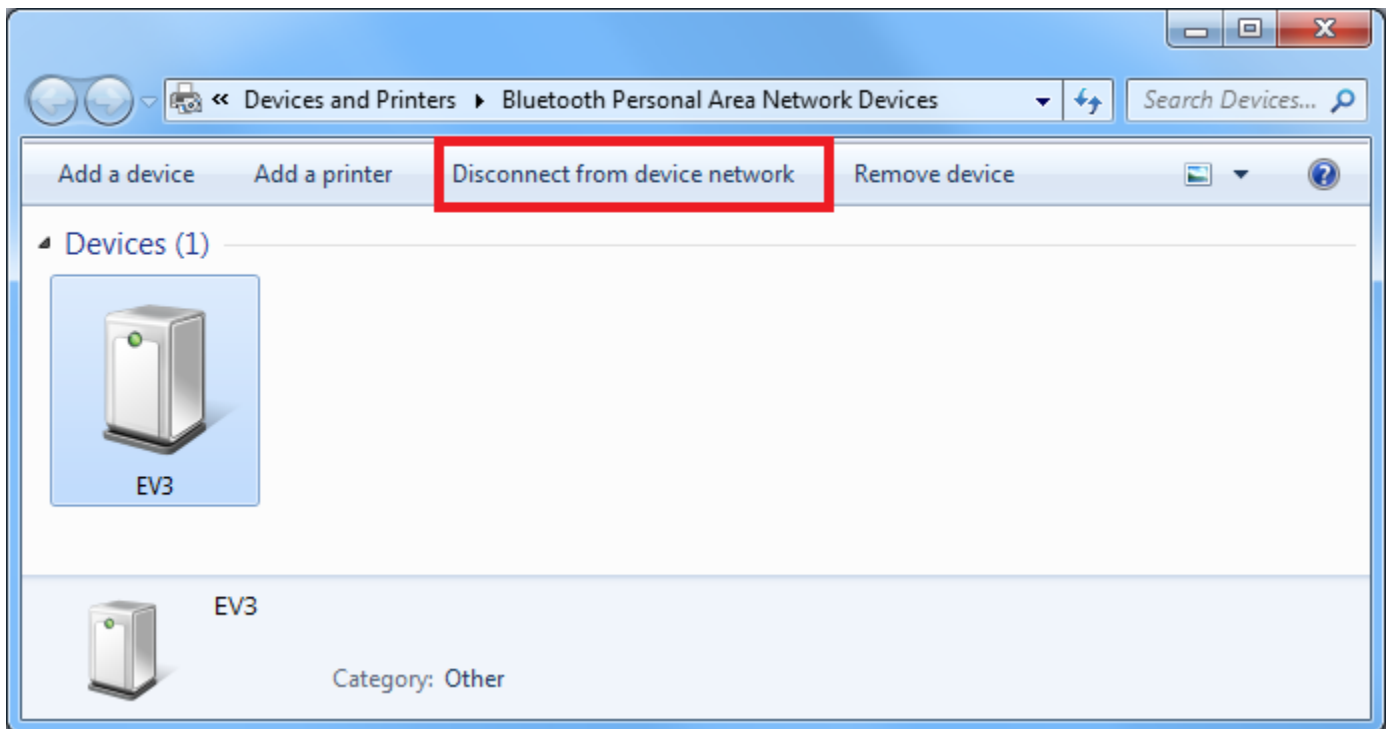 « Devices and Printers ▸ Bluetooth Personal Area Network Devices Search Devices...
Add a device Add a printer Disconnect from device network Remove device
Devices (1)
EV3
EV3
Category: Other